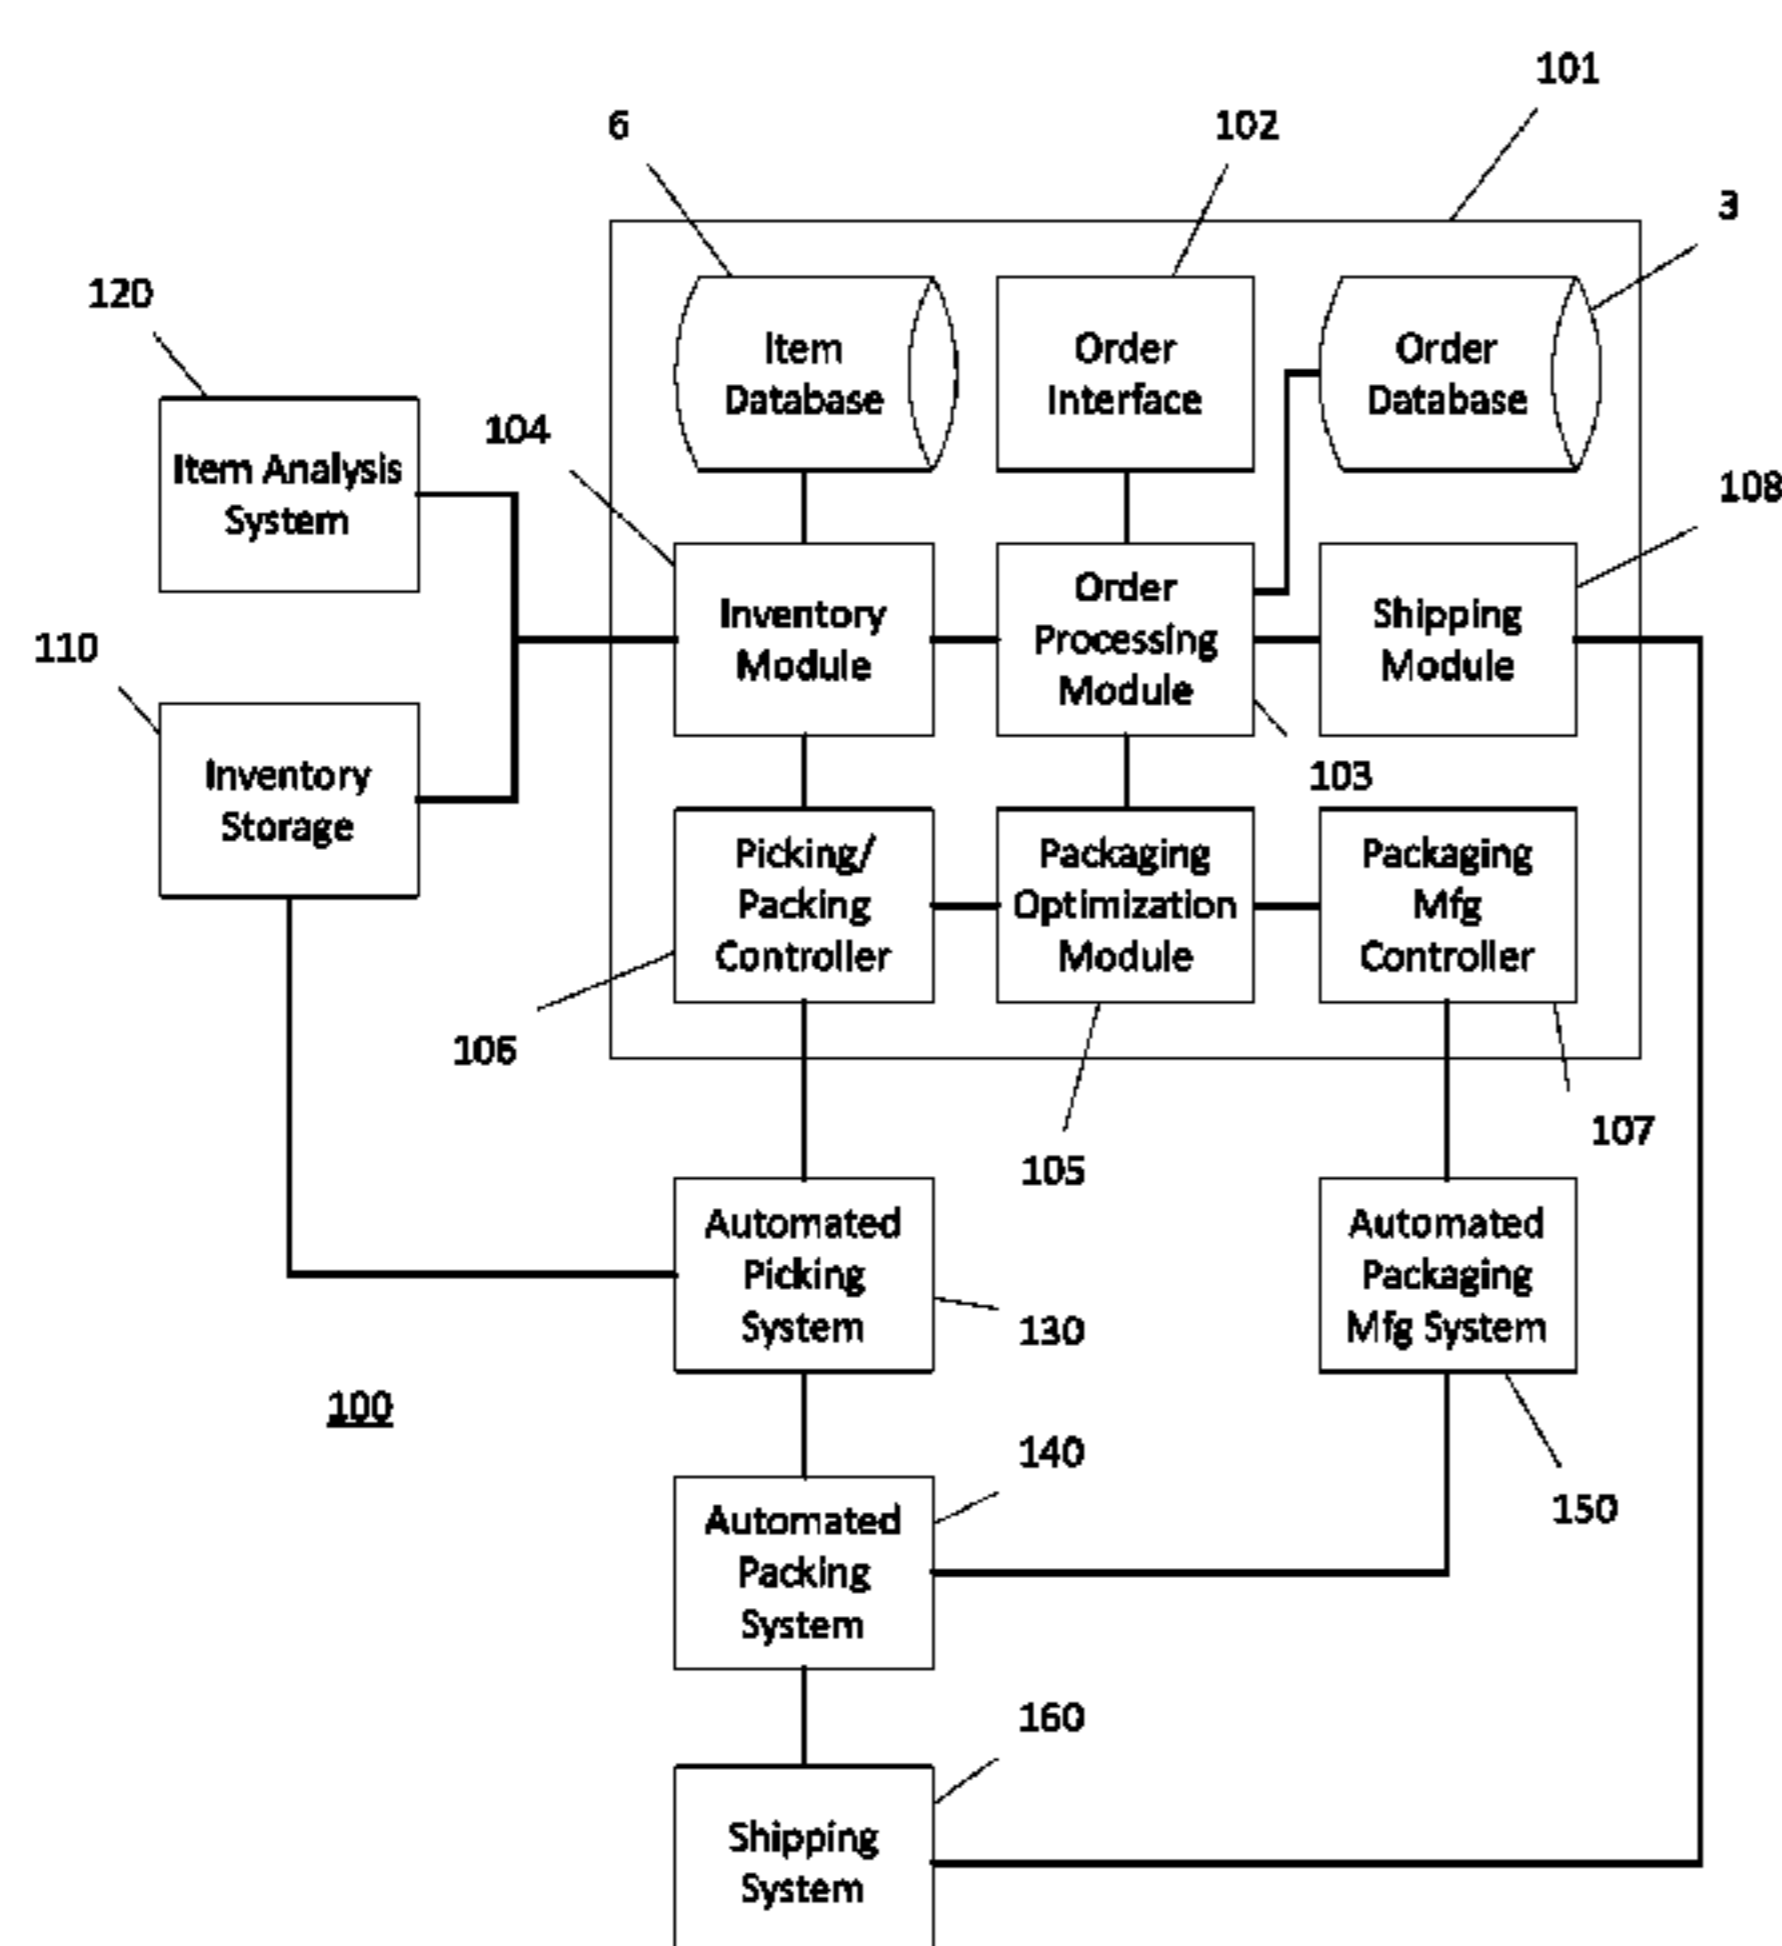 101
6
102
3
120
Item
Database
Order
Interface
Order
Database
104
Item Analysis
System
108
110
Inventory
Module
Order
Processing
Module
Shipping
Module
103
Inventory
Storage
Picking/
Packing
Controller
Packaging
Optimization
Module
Packaging
Mfg
Controller
106
105
107
Automated
Picking
System
130
Automated
Packaging
Mfg System
100
140
150
Automated
Packing
System
160
Shipping
System